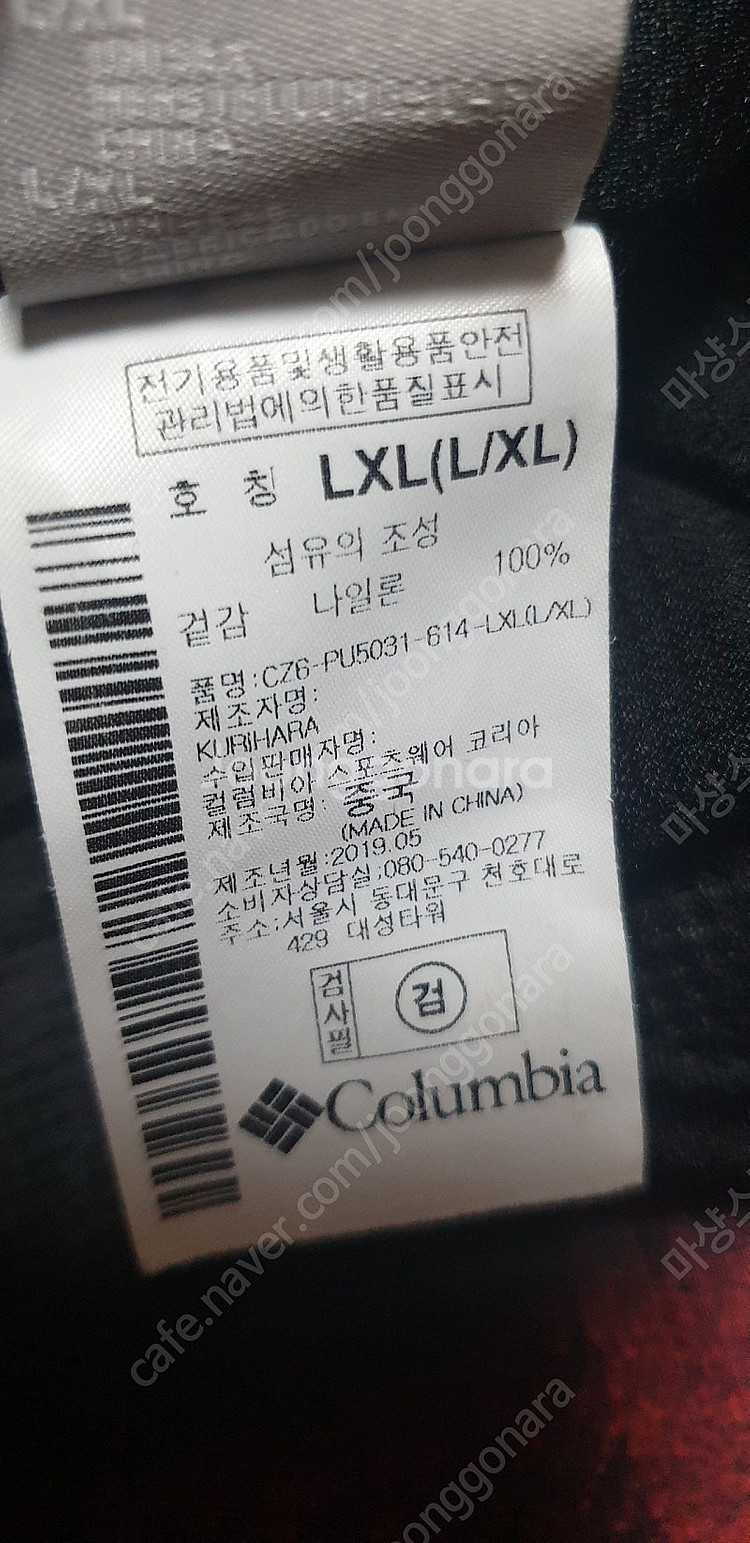 L/XL
UNISEX
CHINA
L/XL
전기용품및생활용품안전
관리법에의한품질표시
호 칭 LXL(L/XL)
섬유의 조성
겉감 나일론 100%
품명:CZ6-PU5031-614-LXL(L/XL)
제조자명:
KURIHARA
수입판매자명:
컬럼비아 스포츠웨어 코리아
제조국명: 중국
(MADE IN CHINA)
제조년월:2019.05
소비자상담실:080-540-0277
주소:서울시 동대문구 천호대로
429 대성타워
검사필
검
Columbia
joonggonara
cafe.naver.com/joonggonara